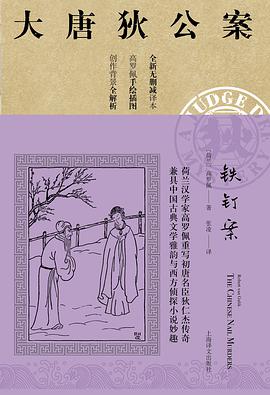 大唐狄公案
全新无删减译本
高罗佩手绘插图
创作背景全解析
JUDGE DEE
铁钉案
[荷兰] 高罗佩——著
张凌——译
荷兰汉学家高罗佩重写初唐名臣狄仁杰传奇
兼具中国古典文学雅韵与西方侦探小说妙趣
Robert van Gulik
THE CHINESE NAIL MURDERS
上海译文出版社